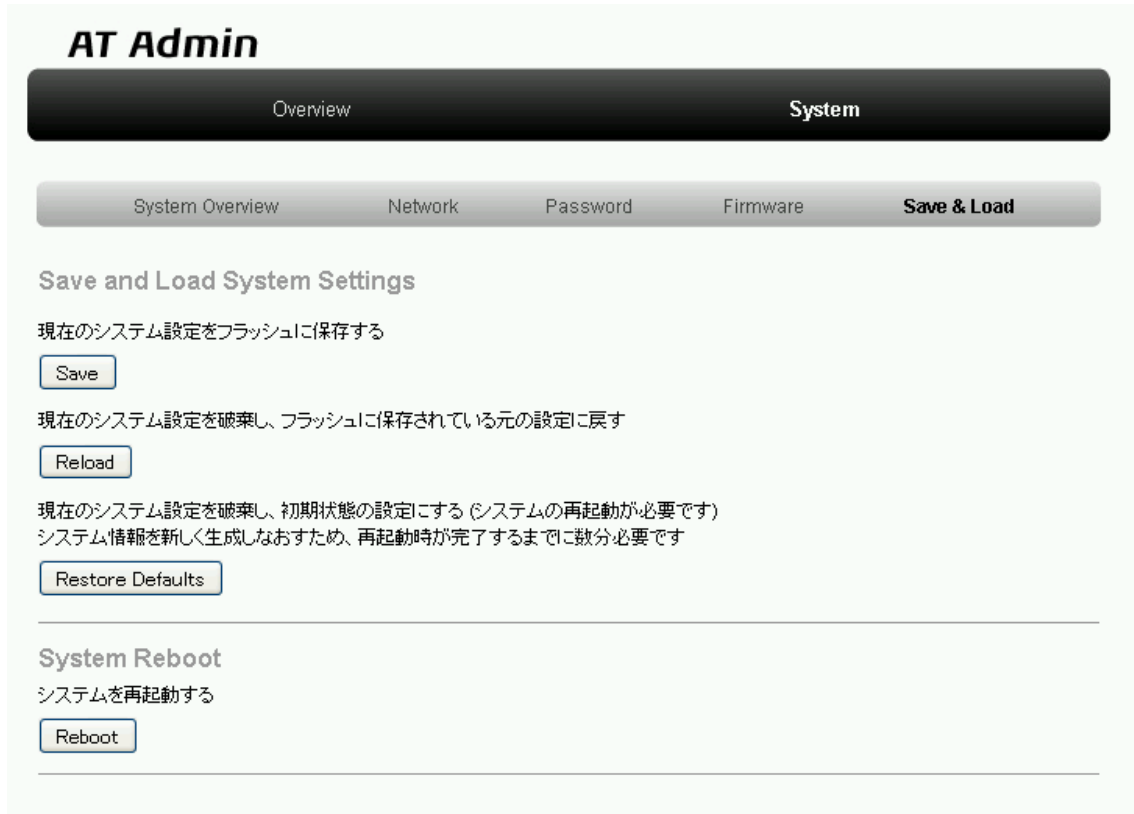 AT Admin
Overview System
System Overview Network Password Firmware Save & Load
Save and Load System Settings
現在のシステム設定をフラッシュに保存する
Save
現在のシステム設定を破棄し、フラッシュに保存されている元の設定に戻す
Reload
現在のシステム設定を破棄し、初期状態の設定にする (システムの再起動が必要です)
システム情報を新しく生成しなおすため、再起動時が完了するまでに数分必要です
Restore Defaults
System Reboot
システムを再起動する
Reboot